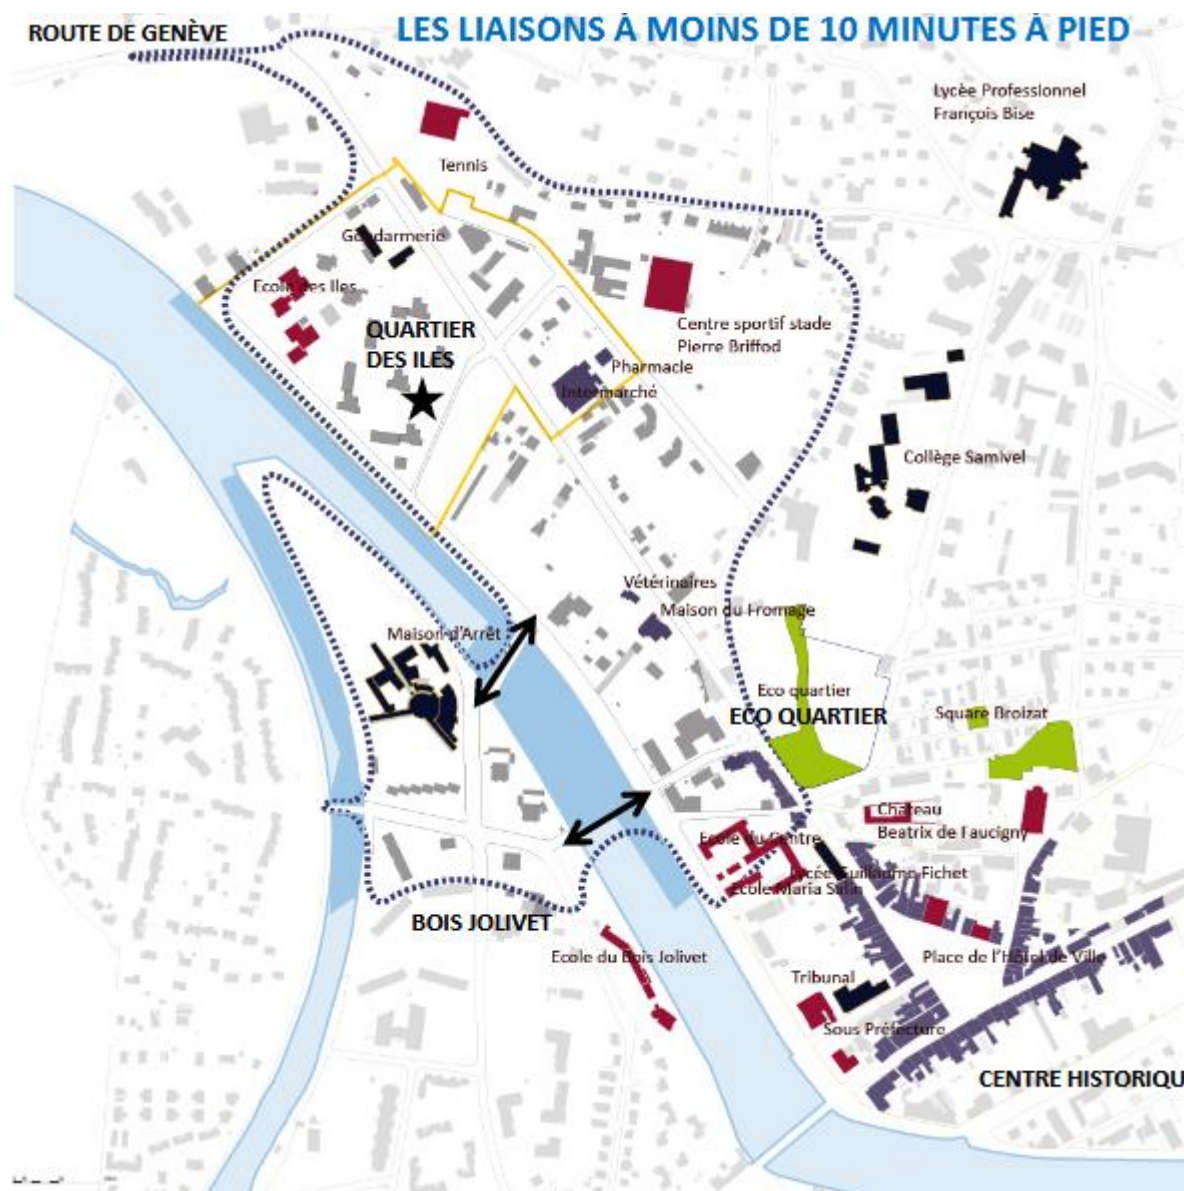 LES LIAISONS À MOINS DE 10 MINUTES À PIED
ROUTE DE GENÈVE
Lycèe Professionnel
François Bise
Tennis
Gendarmerie
Ecole des Iles
QUARTIER
DES ILES
Centre sportif stade
Pierre Briffod
Pharmacie
Intermarché
Collège Samivel
Vétérinaires
Maison du Fromage
Maison d'Arrêt
Eco quartier
ECO QUARTIER
Square Broizat
Château
Beatrix de Faucigny
Ecole du Centre
Lycée Guillaume Fichet
Ecole Maria Salin
BOIS JOLIVET
Ecole du Bois Jolivet
Place de l'Hôtel de Ville
Tribunal
Sous Préfecture
CENTRE HISTORIQU